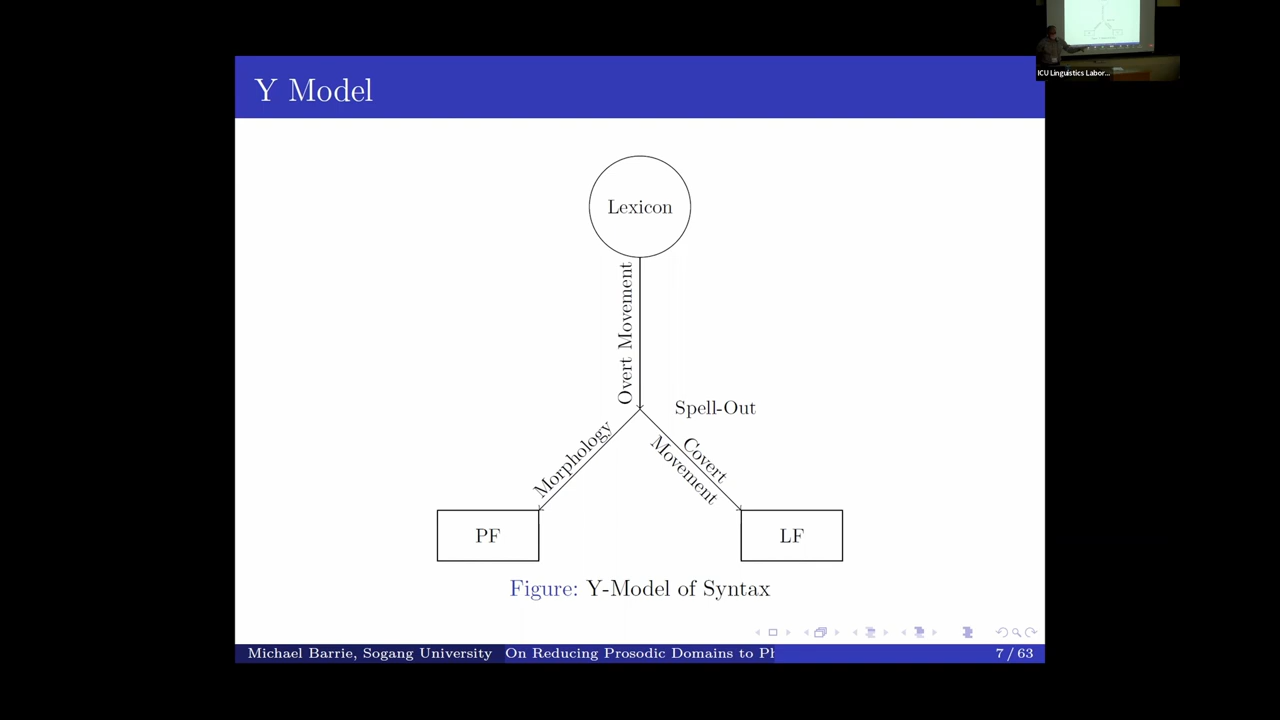 Y Model
ICU Linguistics Labor...
Lexicon
Overt Movement
Spell-Out
Morphology
Covert
Movement
PF
LF
Figure: Y-Model of Syntax
Michael Barrie, Sogang University
On Reducing Prosodic Domains to Ph
7 / 63